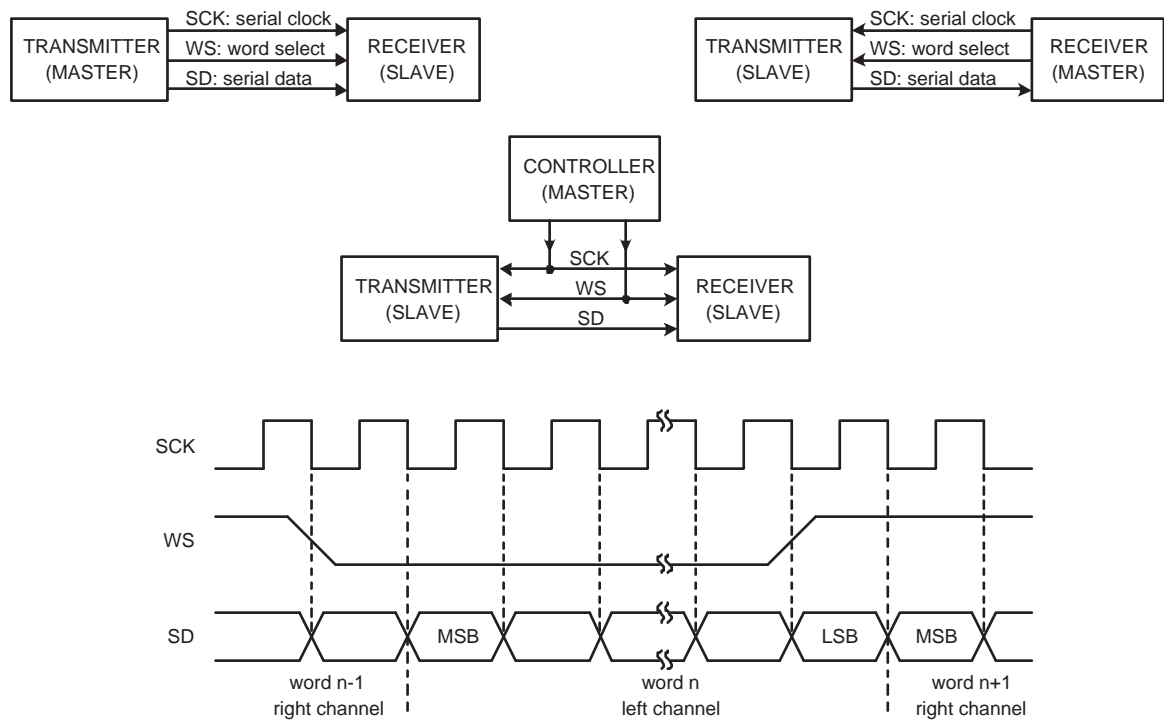 SCK: serial clock
WS: word select
SD: serial data
TRANSMITTER
(MASTER)
RECEIVER
(SLAVE)
SCK: serial clock
WS: word select
SD: serial data
TRANSMITTER
(SLAVE)
RECEIVER
(MASTER)
CONTROLLER
(MASTER)
TRANSMITTER
(SLAVE)
SCK
WS
SD
RECEIVER
(SLAVE)
SCK
WS
SD
MSB
LSB
MSB
word n-1
right channel
word n
left channel
word n+1
right channel